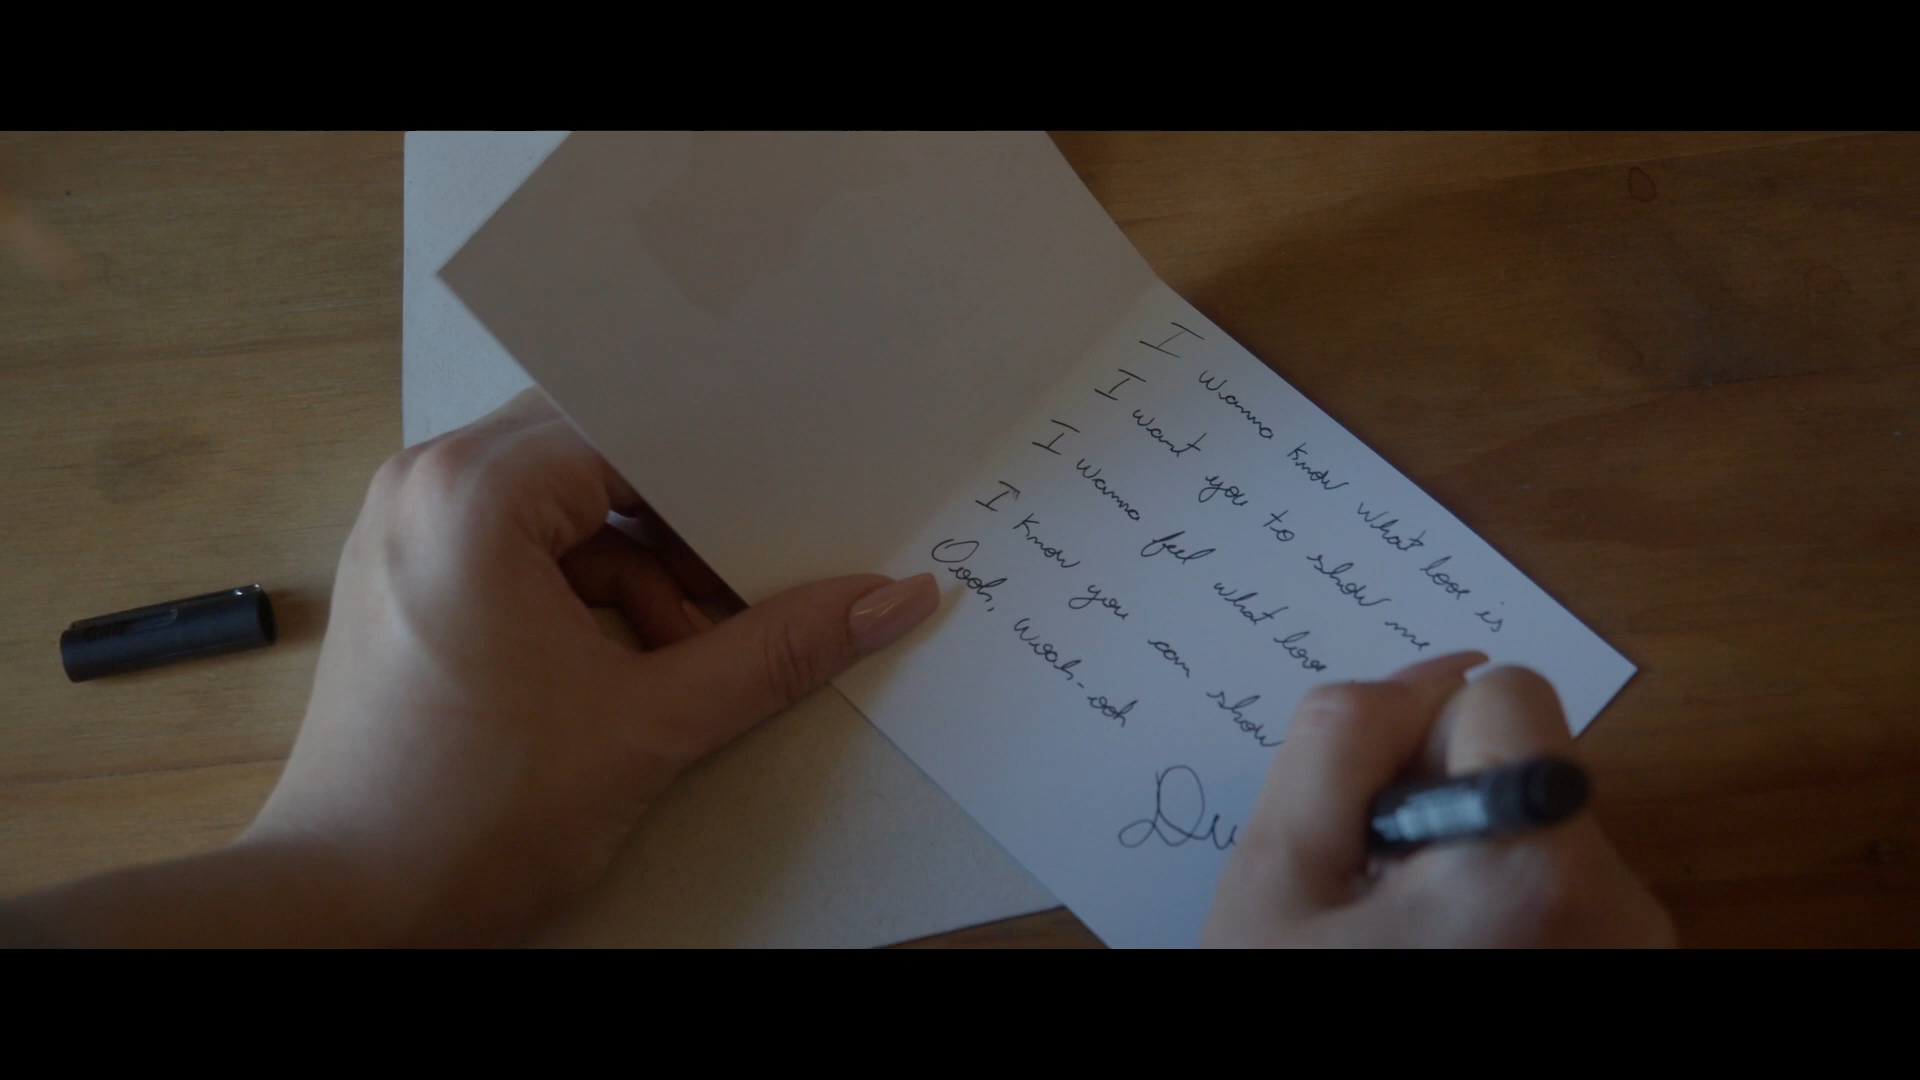 I wanna know what love is
I want you to show me
I wanna feel what love
I know you can show
Oooh, woah-ooh
Du